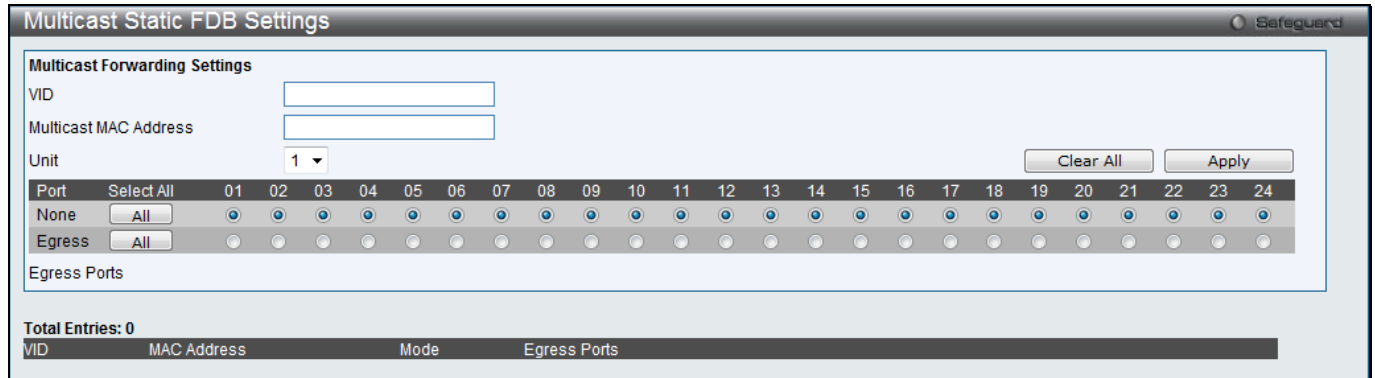 Multicast Static FDB Settings
Safeguard
Multicast Forwarding Settings
VID
Multicast MAC Address
Unit 1 Clear All Apply
Port Select All 01 02 03 04 05 06 07 08 09 10 11 12 13 14 15 16 17 18 19 20 21 22 23 24
None All
Egress All
Egress Ports
Total Entries: 0
VID MAC Address Mode Egress Ports